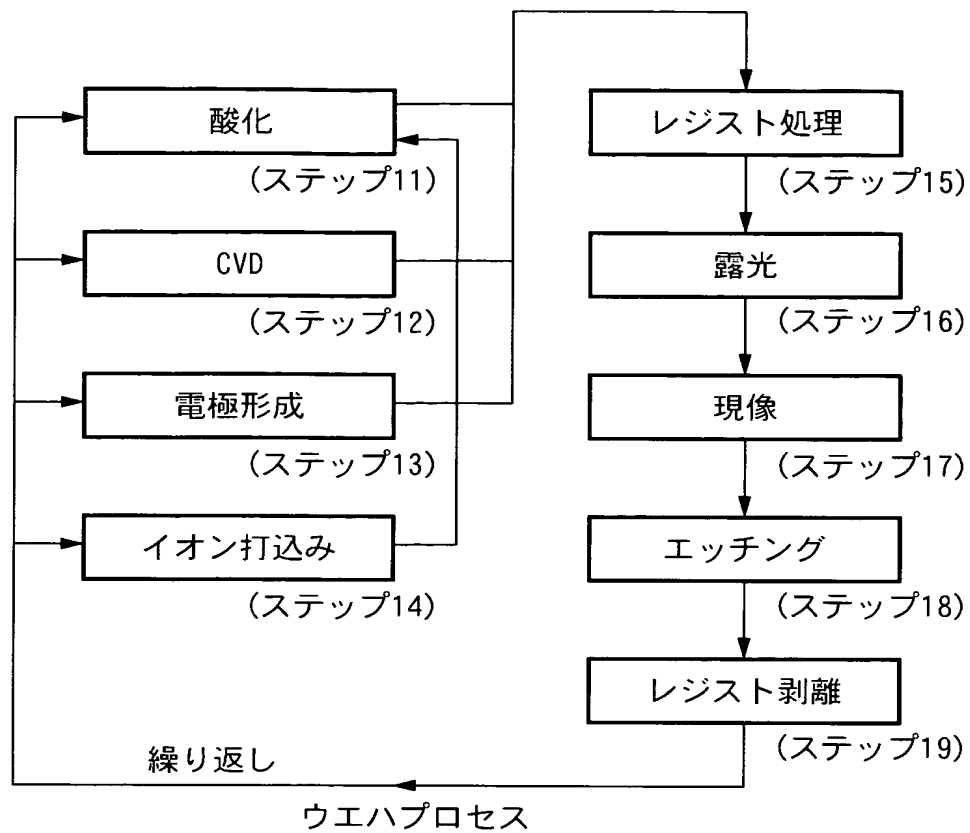 酸化
(ステップ11)
CVD
(ステップ12)
電極形成
(ステップ13)
イオン打込み
(ステップ14)
レジスト処理
(ステップ15)
露光
(ステップ16)
現像
(ステップ17)
エッチング
(ステップ18)
レジスト剥離
(ステップ19)
繰り返し
ウエハプロセス